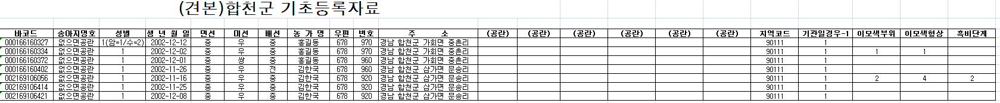 (견본)합천군 기초등록자료
바코드 송아지명호 성별 생 년 월 일 면선 미선 배선 농 가 명 우편 번호 주 소 (공란) (공란) (공란) (공란) (공란) (공란) 지역코드 기관일경우-1 이모색부위 이모색형상 흑비단계
000166160327 없으면공란 1(암=1/수=2) 2002-12-12 중 우 중 홍길동 678 970 경남 합천군 가회면 중촌리 90111 1
000166160334 없으면공란 1 2002-12-02 중 우 중 홍길동 678 970 경남 합천군 가회면 중촌리 90111 1 1 1
000166160372 없으면공란 1 2002-12-01 중 쌍 중 홍길동 678 960 경남 합천군 가회면 중촌리 90111 1
000166160402 없으면공란 1 2002-11-26 중 우 전 김한국 678 960 경남 합천군 삼가면 문송리 90111 1
002169106056 없으면공란 1 2002-11-16 중 우 중 김한국 678 920 경남 합천군 삼가면 문송리 90111 1 2 4 2
002169106414 없으면공란 1 2002-11-25 중 우 중 김한국 678 920 경남 합천군 삼가면 문송리 90111 1
002169106421 없으면공란 1 2002-12-08 중 우 중 김한국 678 920 경남 합천군 삼가면 문송리 90111 1